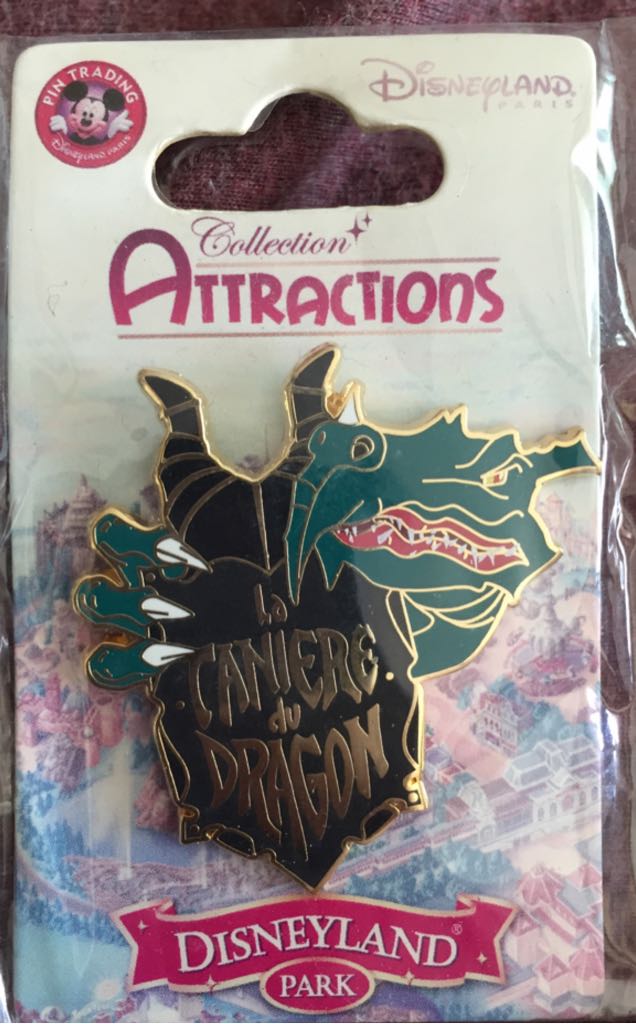 PIN TRADING
Disneyland PARIS
DISNEYLAND
PARIS
Collection
ATTRACTIONS
La
TANIERE
du
DRAGON
DISNEYLAND®
PARK